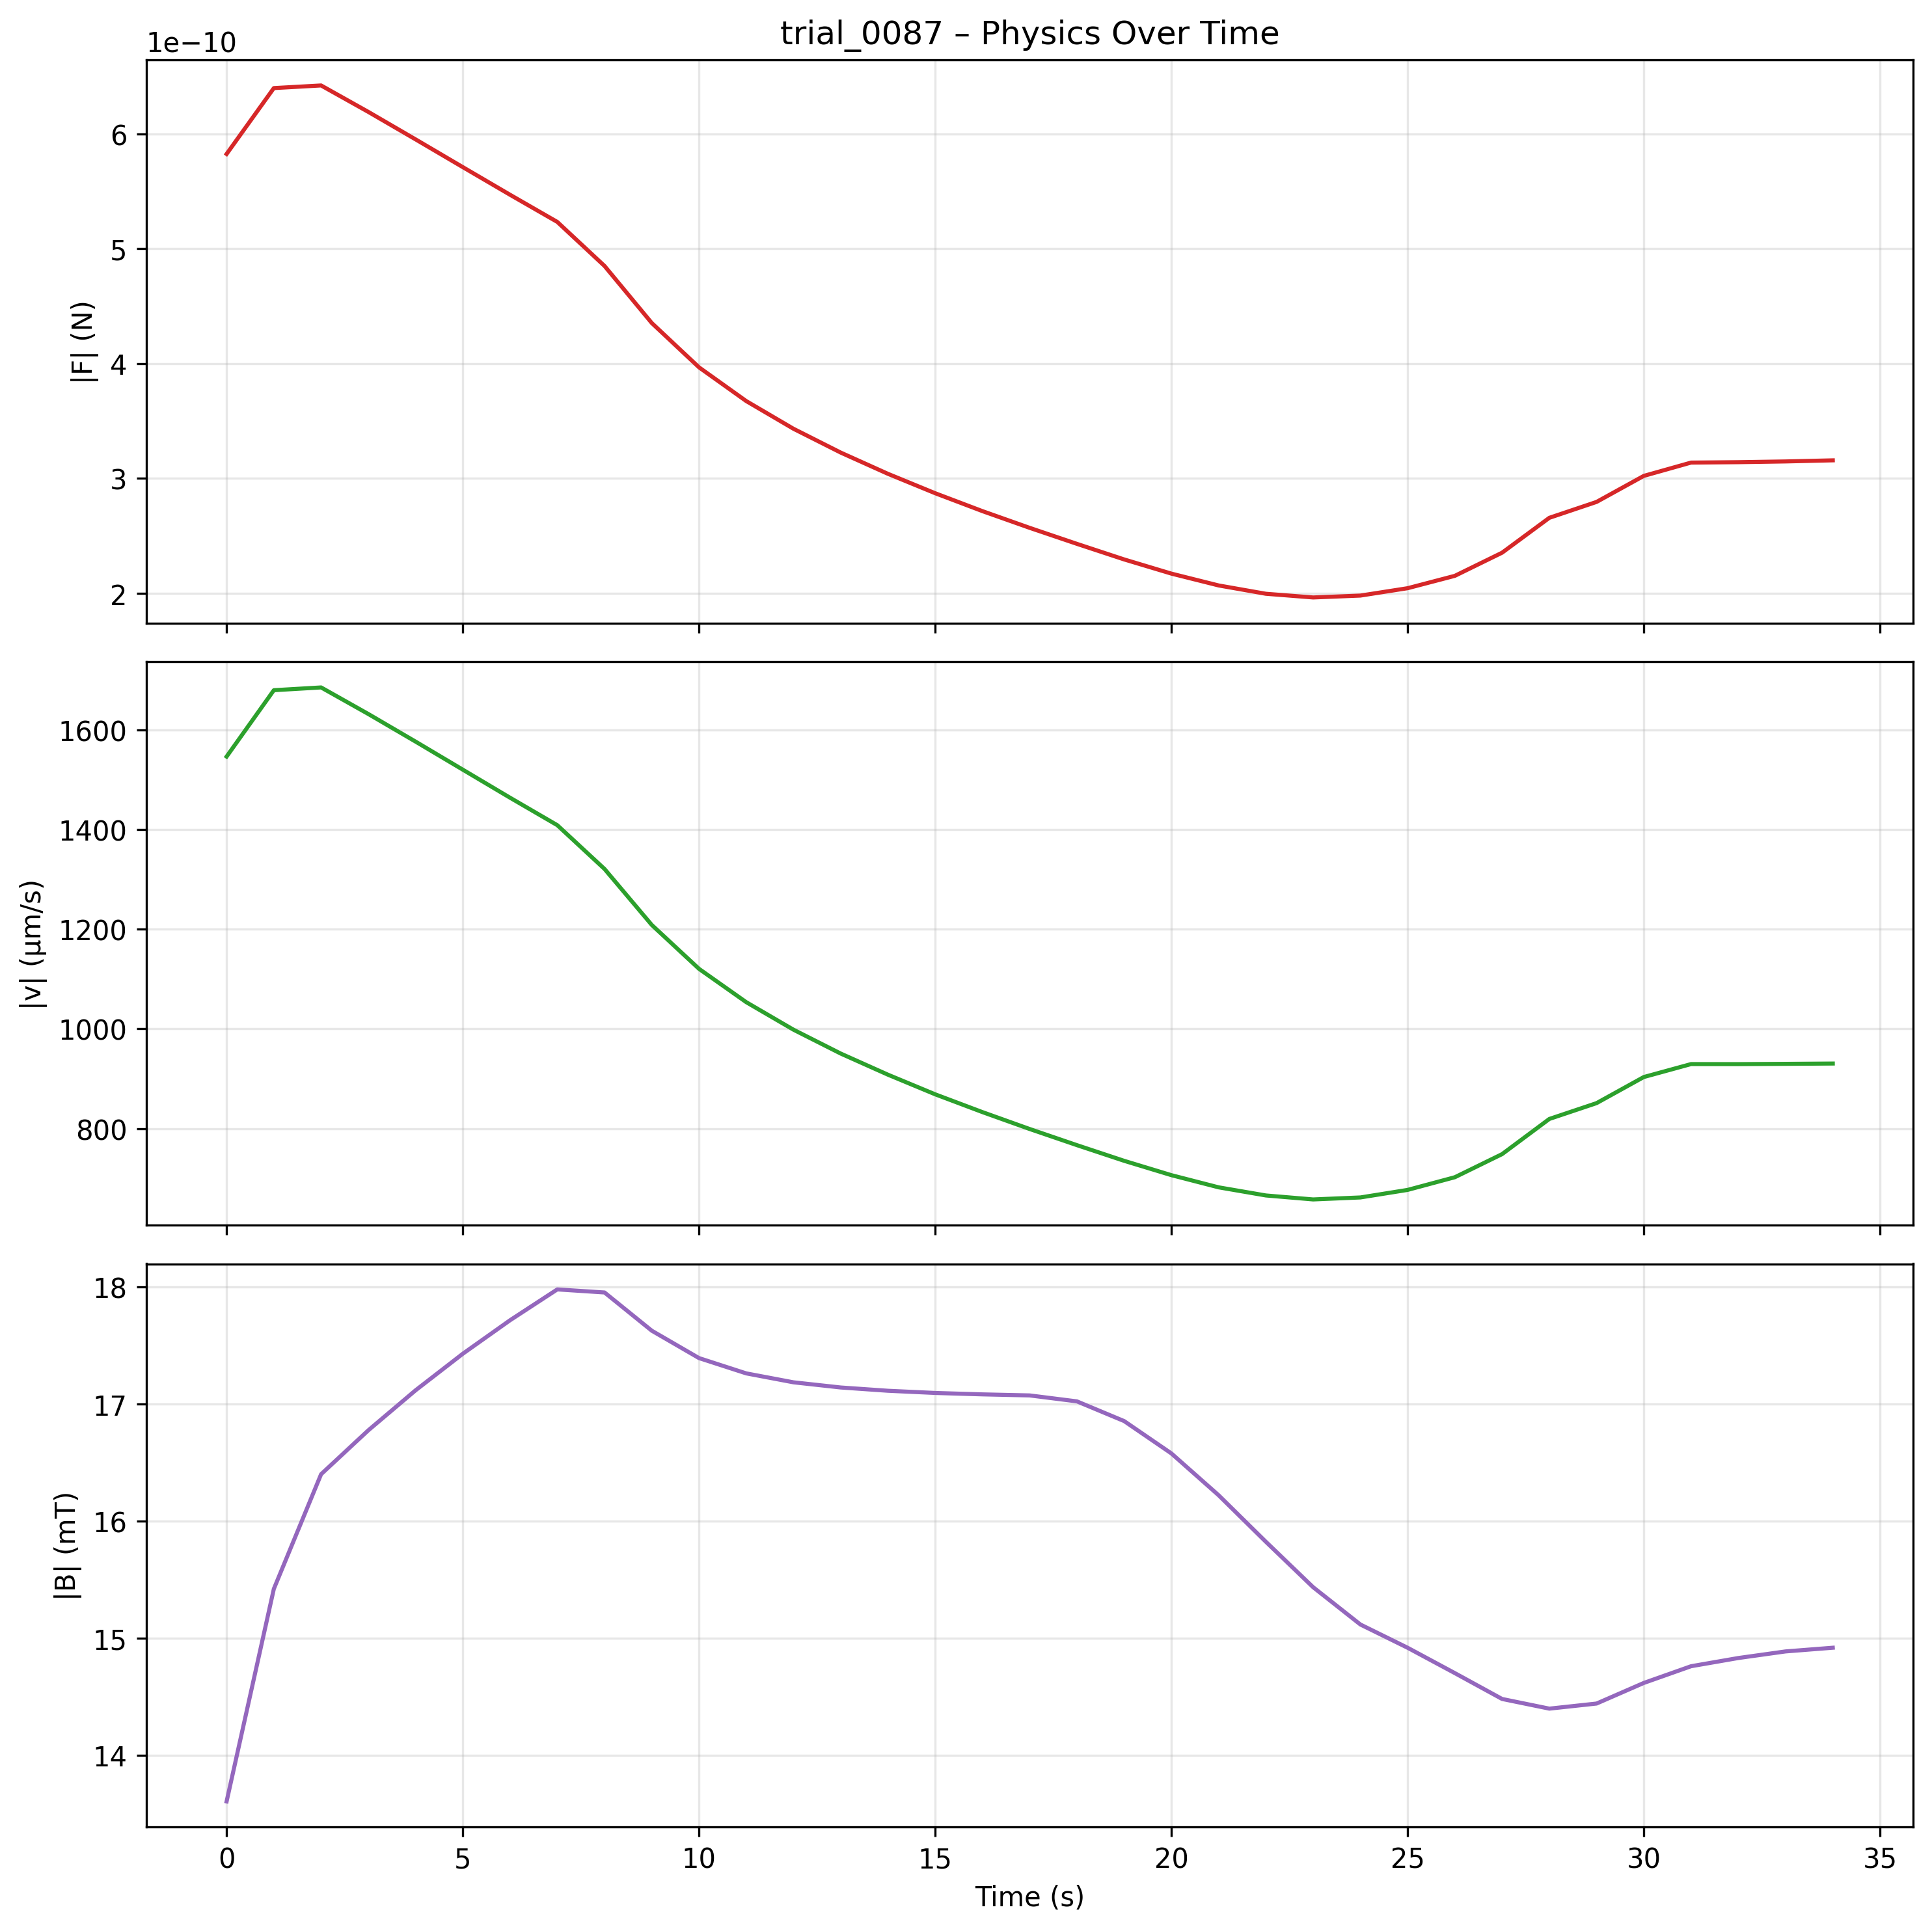 trial_0087 – Physics Over Time
1e−10
6
5
4
3
2
|F| (N)
1600
1400
1200
1000
800
|v| (µm/s)
18
17
16
15
14
|B| (mT)
0 5 10 15 20 25 30 35
Time (s)